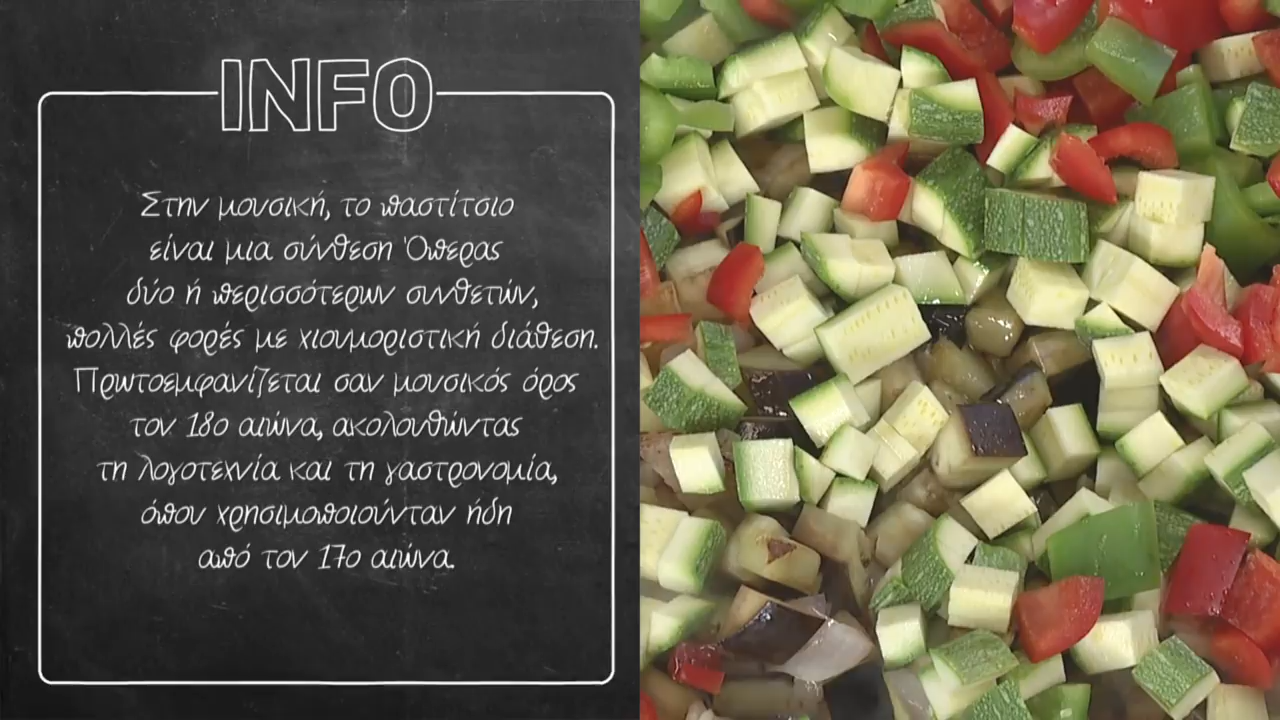 INFO
Στην μουσική, το παστίτσιο
είναι μια σύνθεση Όπερας
δύο ή περισσότερων συνθετών,
πολλές φορές με χιουμοριστική διάθεση.
Πρωτοεμφανίζεται σαν μουσικός όρος
τον 18ο αιώνα, ακολουθώντας
τη λογοτεχνία και τη γαστρονομία,
όπου χρησιμοποιούνταν ήδη
από τον 17ο αιώνα.